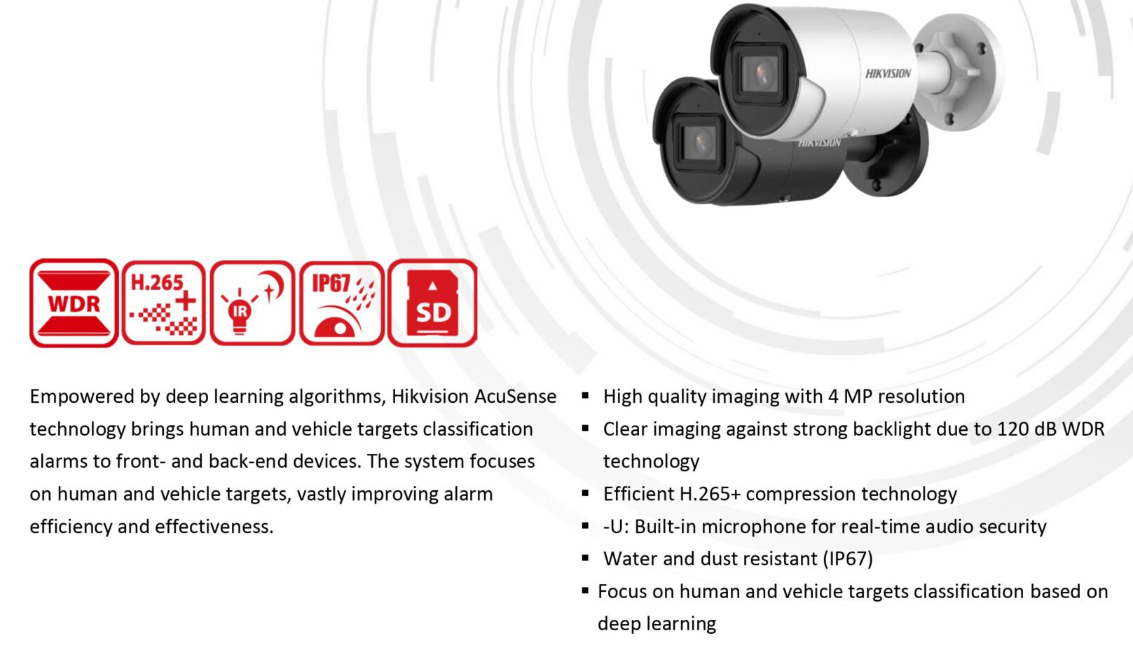 HIKVISION
HIKVISION
WDR
H.265
+
IR
IP67
SD
Empowered by deep learning algorithms, Hikvision AcuSense
technology brings human and vehicle targets classification
alarms to front- and back-end devices. The system focuses
on human and vehicle targets, vastly improving alarm
efficiency and effectiveness.
▪ High quality imaging with 4 MP resolution
▪ Clear imaging against strong backlight due to 120 dB WDR
technology
▪ Efficient H.265+ compression technology
▪ -U: Built-in microphone for real-time audio security
▪ Water and dust resistant (IP67)
▪ Focus on human and vehicle targets classification based on
deep learning